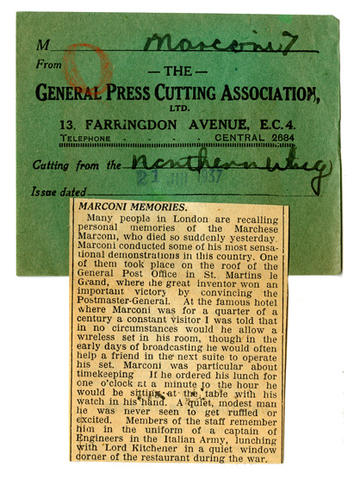 M Marconi 7
From
— THE —
GENERAL PRESS CUTTING ASSOCIATION,
LTD.
13, FARRINGDON AVENUE, E.C.4.
TELEPHONE . . . . CENTRAL 2684
Cutting from the Northern Whig
21 JUL 1937
Issue dated
MARCONI MEMORIES.
Many people in London are recalling
personal memories of the Marchese
Marconi, who died so suddenly yesterday.
Marconi conducted some of his most sensa-
tional demonstrations in this country. One
of them took place on the roof of the
General Post Office in St. Martins le
Grand, where the great inventor won an
important victory by convincing the
Postmaster-General. At the famous hotel
where Marconi was for a quarter of a
century a constant visitor I was told that
in no circumstances would he allow a
wireless set in his room, though in the
early days of broadcasting he would often
help a friend in the next suite to operate
his set. Marconi was particular about
timekeeping If he ordered his lunch for
one o'clock at a minute to the hour he
would be sitting at the table with his
watch in his hand. A quiet, modest man
he was never seen to get ruffled or
excited. Members of the staff remember
him in the uniform of a captain of
Engineers in the Italian Army, lunching
with Lord Kitchener in a quiet window
corner of the restaurant during the war.